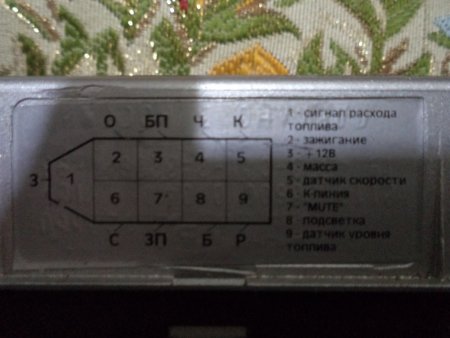 О БП Ч К
2 3 4 5
З 1
6 7 8 9
С ЗП Б Р
1 - сигнал расхода
топлива
2- зажигание
3 - + 12В
4 - масса
5- датчик скорости
6 К-линия
7 - "MUTE"
8 - подсветка
9- датчик уровня
топлива